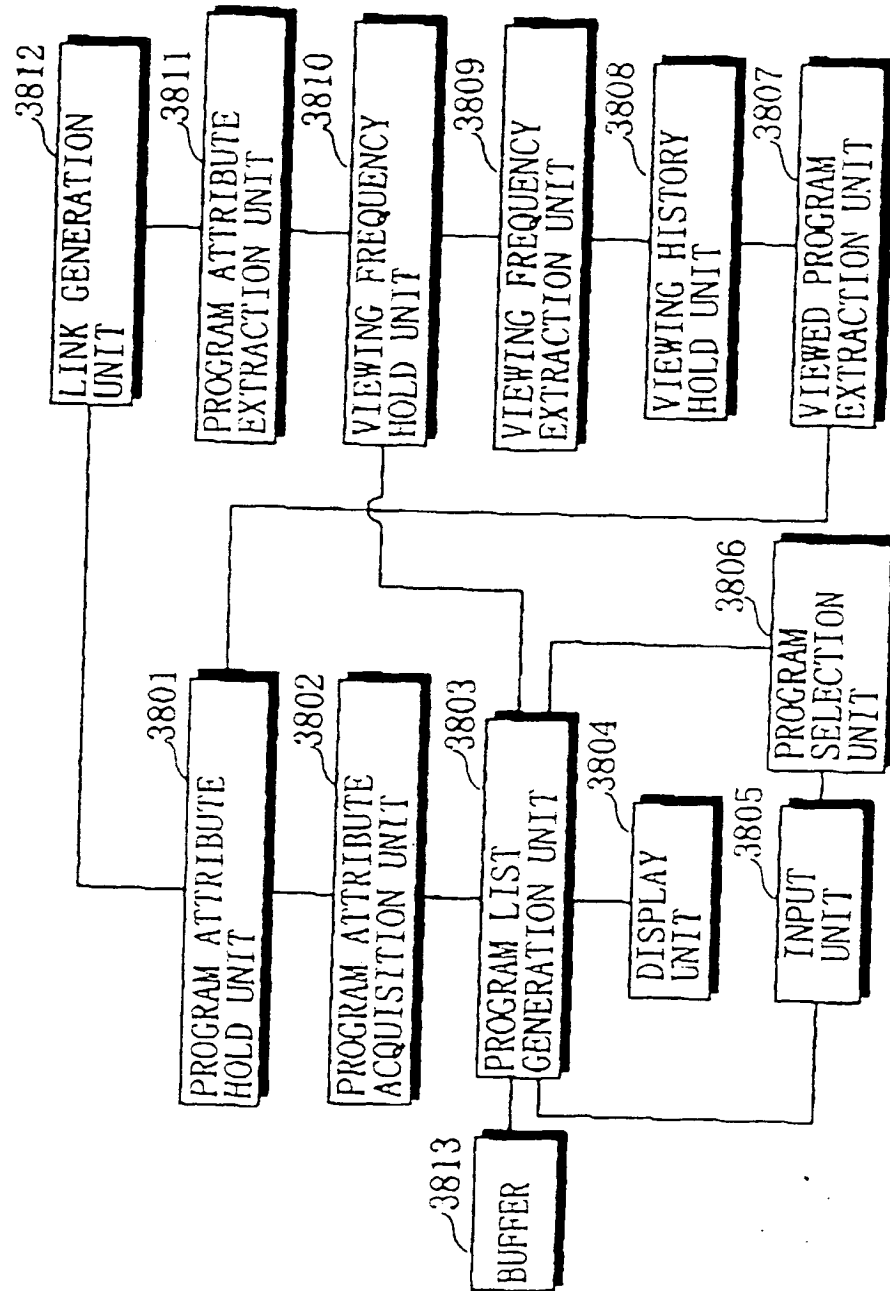 3801
PROGRAM ATTRIBUTE
HOLD UNIT
3802
PROGRAM ATTRIBUTE
ACQUISITION UNIT
3803
PROGRAM LIST
GENERATION UNIT
3804
DISPLAY
UNIT
3805
INPUT
UNIT
3806
PROGRAM
SELECTION
UNIT
3813
BUFFER
3812
LINK GENERATION
UNIT
3811
PROGRAM ATTRIBUTE
EXTRACTION UNIT
3810
VIEWING FREQUENCY
HOLD UNIT
3809
VIEWING FREQUENCY
EXTRACTION UNIT
3808
VIEWING HISTORY
HOLD UNIT
3807
VIEWED PROGRAM
EXTRACTION UNIT